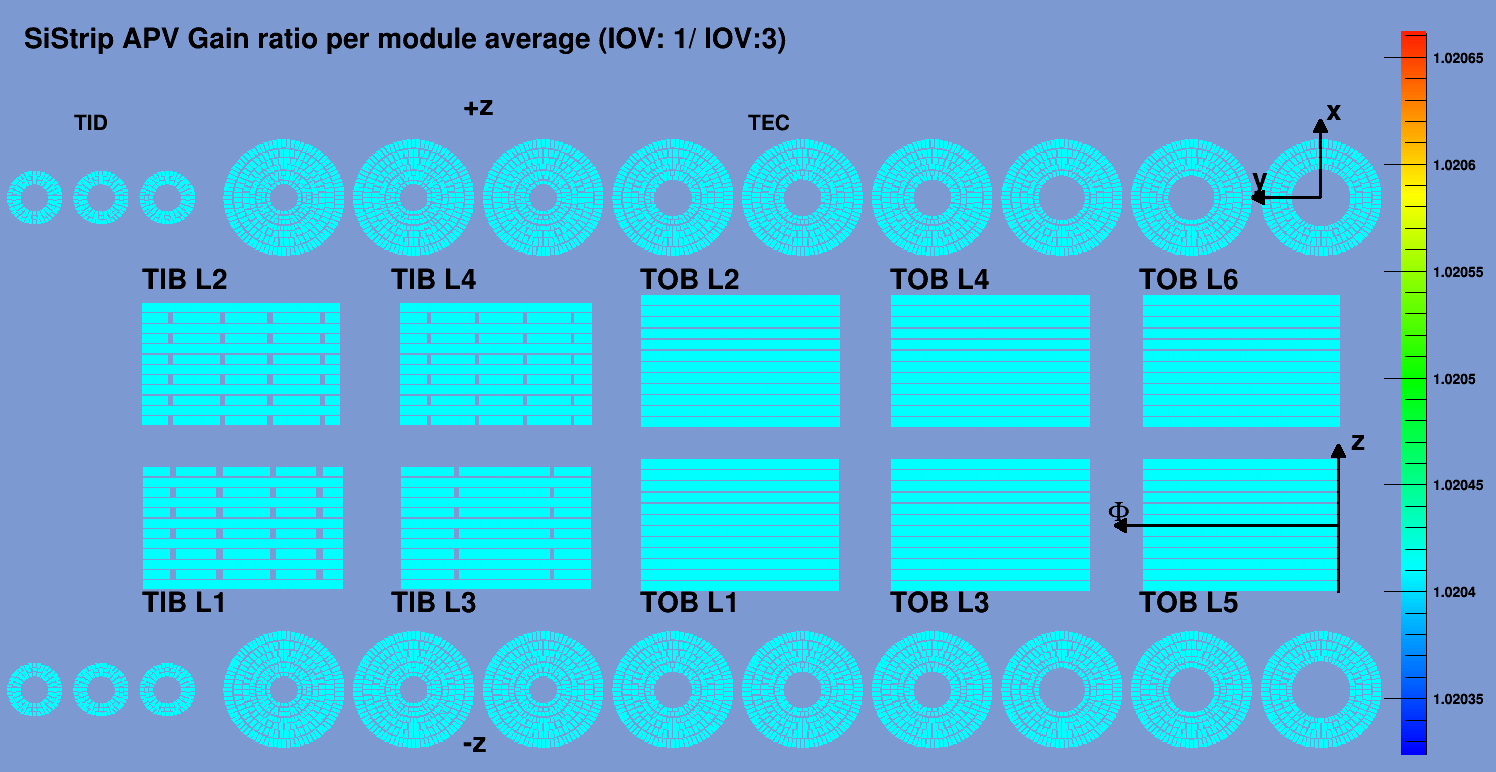 SiStrip APV Gain ratio per module average (IOV: 1/ IOV:3)
+z
TID
TEC
x
y
TIB L2
TIB L4
TOB L2
TOB L4
TOB L6
z
Φ
TIB L1
TIB L3
TOB L1
TOB L3
TOB L5
-z
1.02065
1.0206
1.02055
1.0205
1.02045
1.0204
1.02035